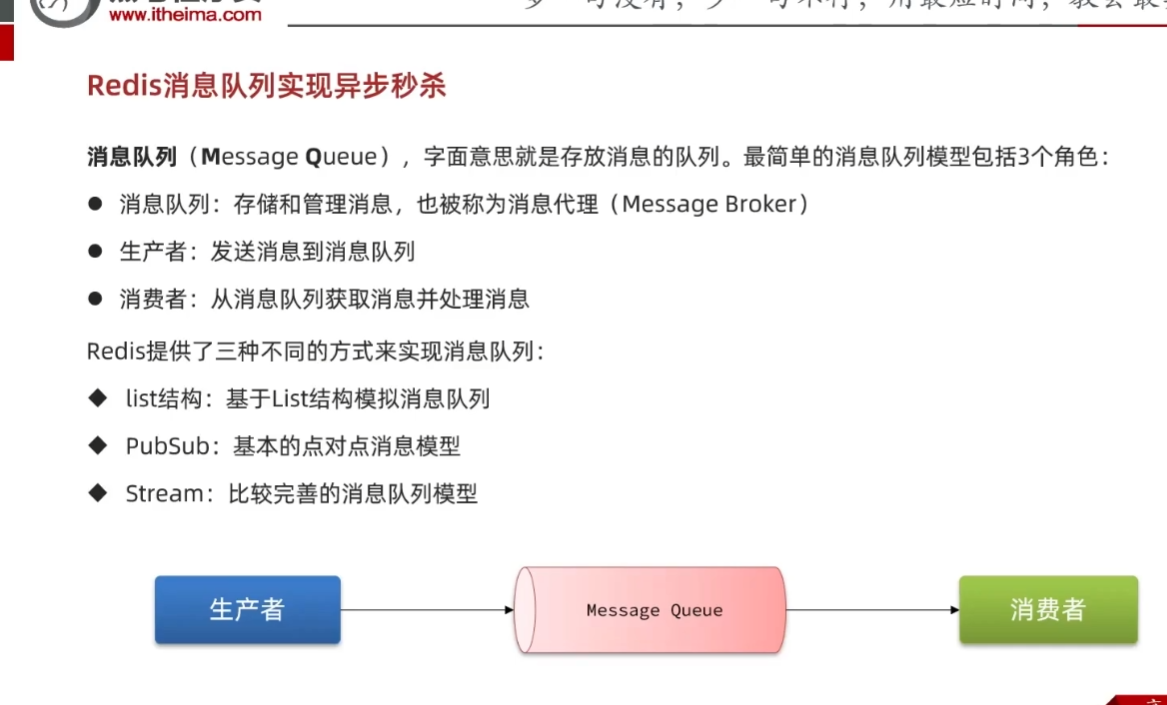 www.itheima.com
Redis消息队列实现异步秒杀
消息队列（Message Queue），字面意思就是存放消息的队列。最简单的消息队列模型包括3个角色：
● 消息队列：存储和管理消息，也被称为消息代理（Message Broker）
● 生产者：发送消息到消息队列
● 消费者：从消息队列获取消息并处理消息
Redis提供了三种不同的方式来实现消息队列：
◆ list结构：基于List结构模拟消息队列
◆ PubSub：基本的点对点消息模型
◆ Stream：比较完善的消息队列模型
生产者
Message Queue
消费者